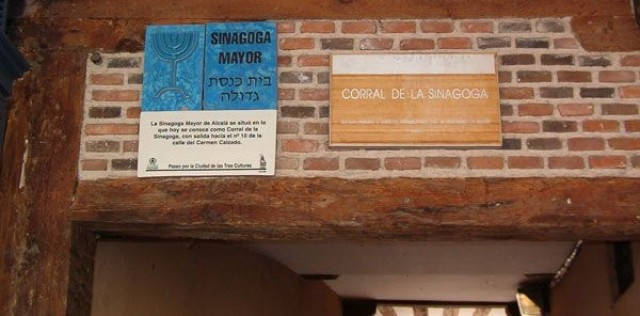 SINAGOGA
MAYOR
בית כנסת
גדולה
La Sinagoga Mayor de Alcalá se situó en lo
que hoy se conoce como Corral de la
Sinagoga, con salida hacia el nº 10 de la
calle del Carmen Calzado.
Paseo por la Ciudad de las Tres Culturas
CORRAL DE LA SINAGOGA